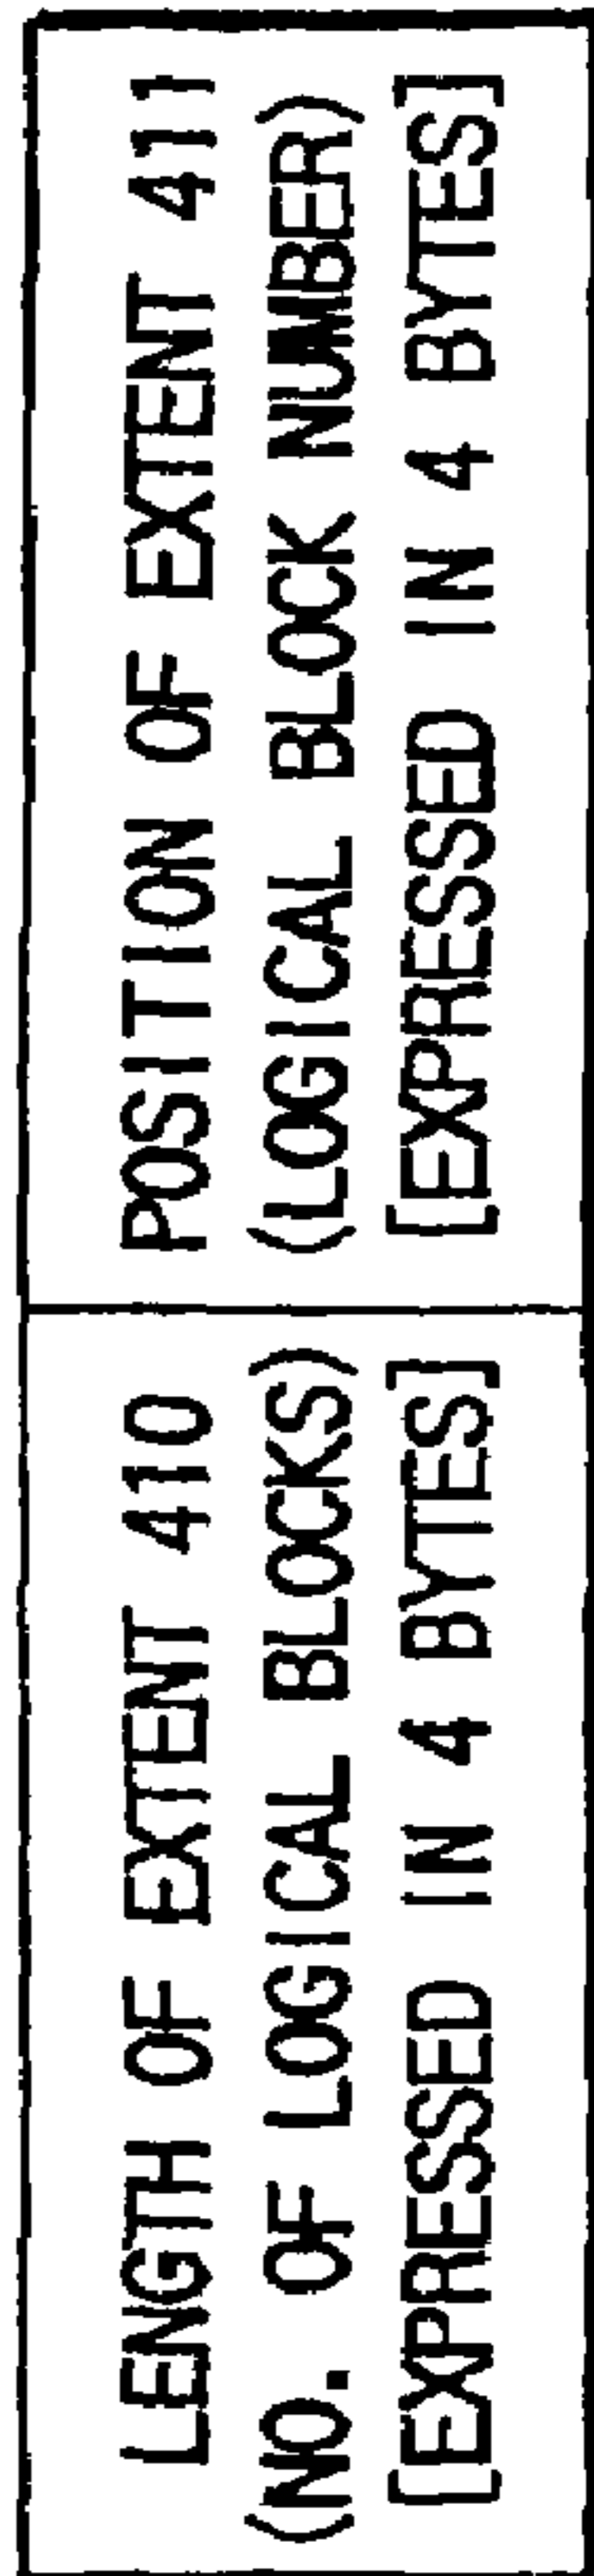 LENGTH OF EXTENT 410
(NO. OF LOGICAL BLOCKS)
[EXPRESSED IN 4 BYTES]
POSITION OF EXTENT 411
(LOGICAL BLOCK NUMBER)
[EXPRESSED IN 4 BYTES]